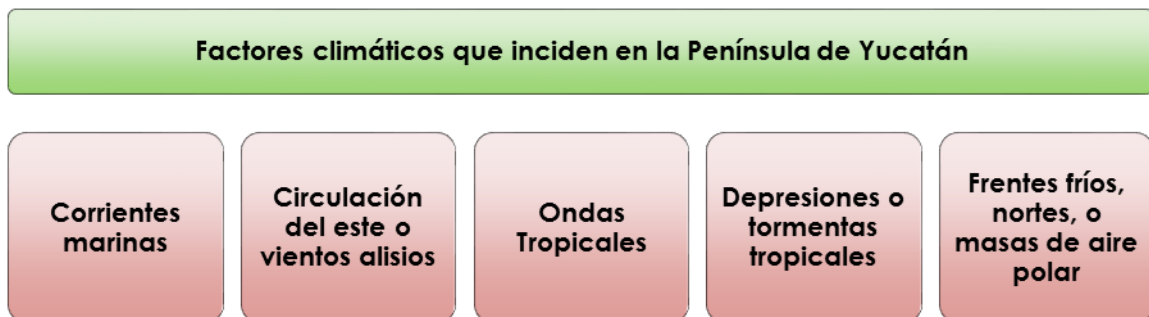 Factores climáticos que inciden en la Península de Yucatán
Corrientes
marinas
Circulación
del este o
vientos alisios
Ondas
Tropicales
Depresiones o
tormentas
tropicales
Frentes fríos,
nortes, o
masas de aire
polar